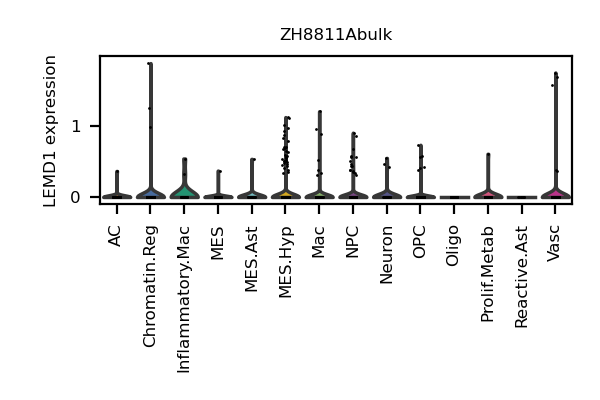 ZH8811Abulk
LEMD1 expression
1
0
AC
Chromatin.Reg
Inflammatory.Mac
MES
MES.Ast
MES.Hyp
Mac
NPC
Neuron
OPC
Oligo
Prolif.Metab
Reactive.Ast
Vasc